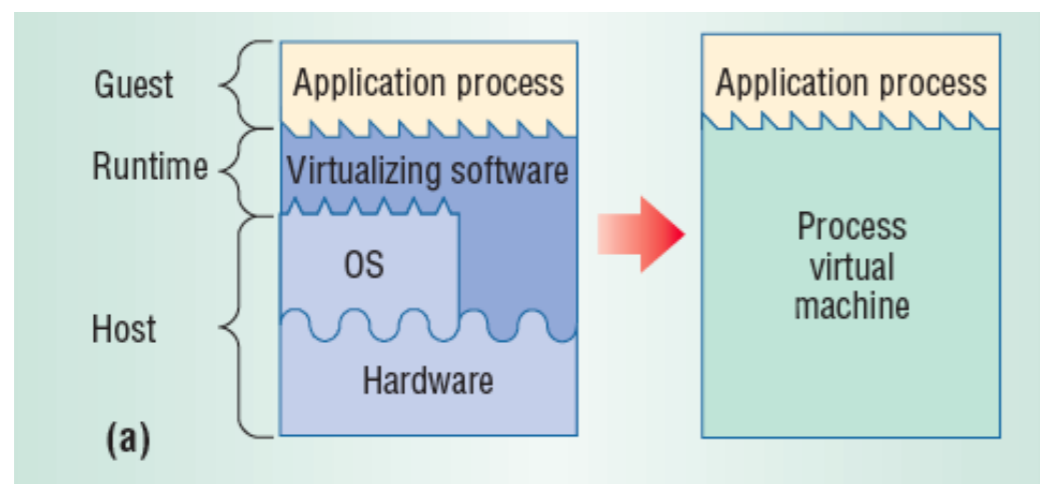 Guest
Runtime
Host
(a)
Application process
Virtualizing software
OS
Hardware
Application process
Process
virtual
machine